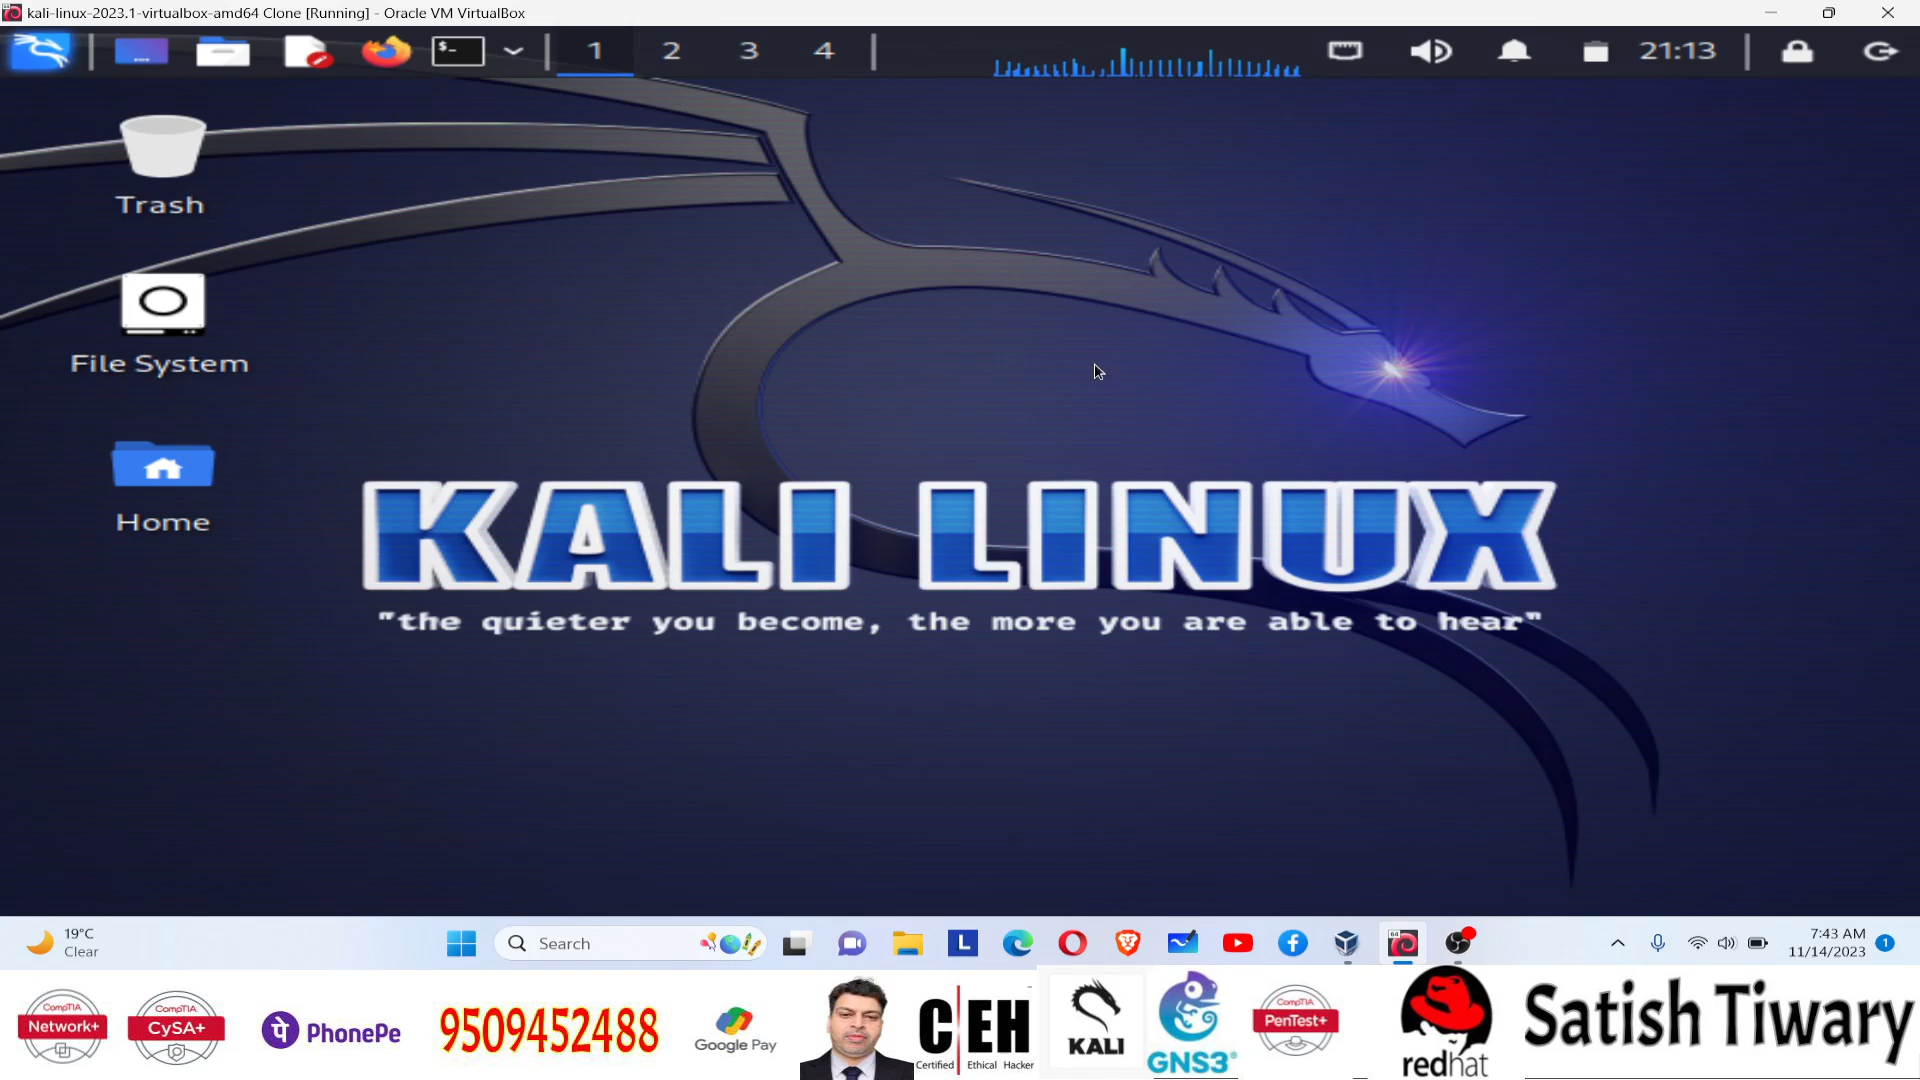 kali-linux-2023.1-virtualbox-amd64 Clone [Running] - Oracle VM VirtualBox
$-
1 2 3 4
21:13
Trash
File System
Home
KALI LINUX
"the quieter you become, the more you are able to hear"
19°C
Clear
Search
L
64
7:43 AM
11/14/2023
1
CompTIA
Network+
CompTIA
CySA+
पे PhonePe
9509452488
Google Pay
C EH
Certified Ethical Hacker
KALI
GNS3
CompTIA
PenTest+
redhat
Satish Tiwary